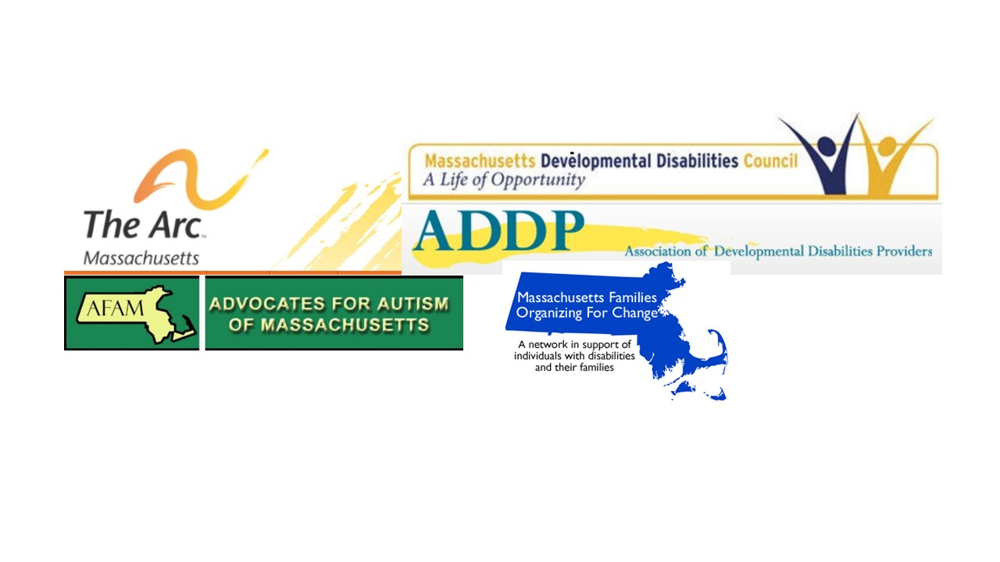 The Arc™
Massachusetts
Massachusetts Developmental Disabilities Council
A Life of Opportunity
ADDP
Association of Developmental Disabilities Providers
AFAM
ADVOCATES FOR AUTISM
OF MASSACHUSETTS
Massachusetts Families
Organizing For Change
A network in support of
individuals with disabilities
and their families